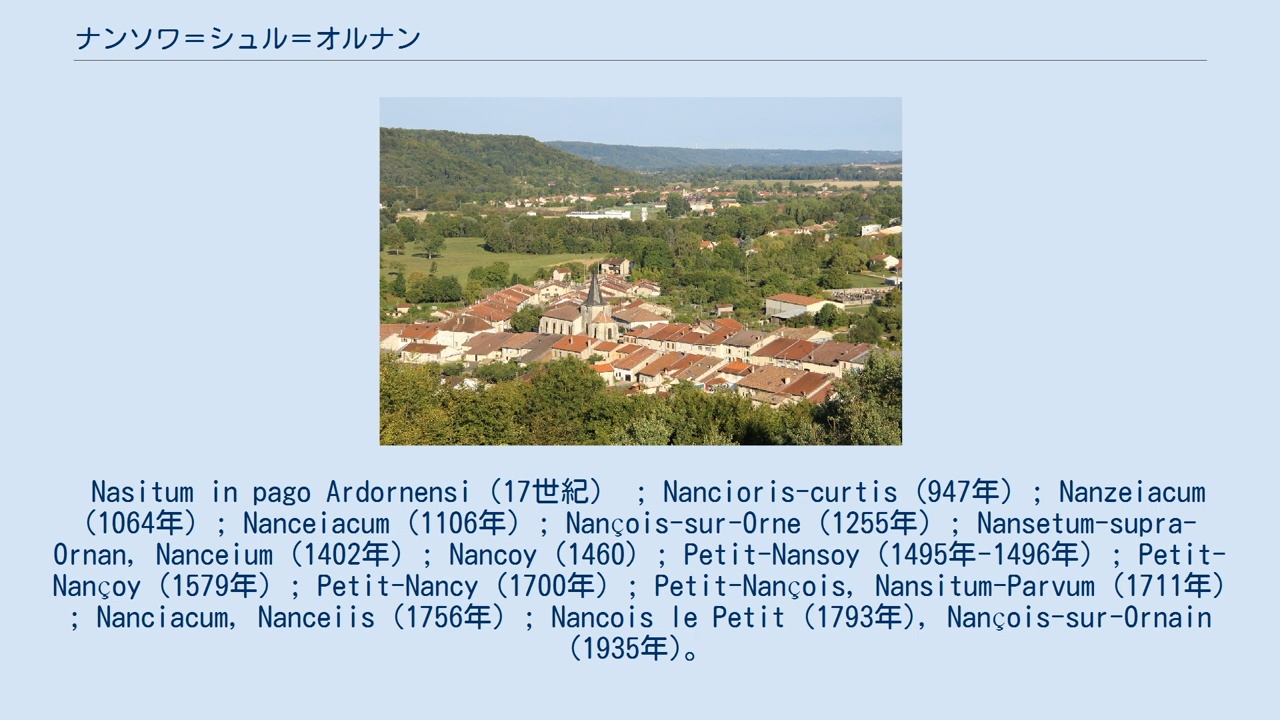 ナンソワ＝シュル＝オルナン
Nasitum in pago Ardornensi (17世紀) ; Nancioris-curtis (947年) ; Nanzeiacum
(1064年) ; Nanceiacum (1106年) ; Nançois-sur-Orne (1255年) ; Nansetum-supra-
Ornan, Nanceium (1402年) ; Nancoy (1460) ; Petit-Nansoy (1495年-1496年) ; Petit-
Nançoy (1579年) ; Petit-Nancy (1700年) ; Petit-Nançois, Nansitum-Parvum (1711年)
; Nanciacum, Nanceiis (1756年) ; Nancois le Petit (1793年), Nançois-sur-Ornain
(1935年)。